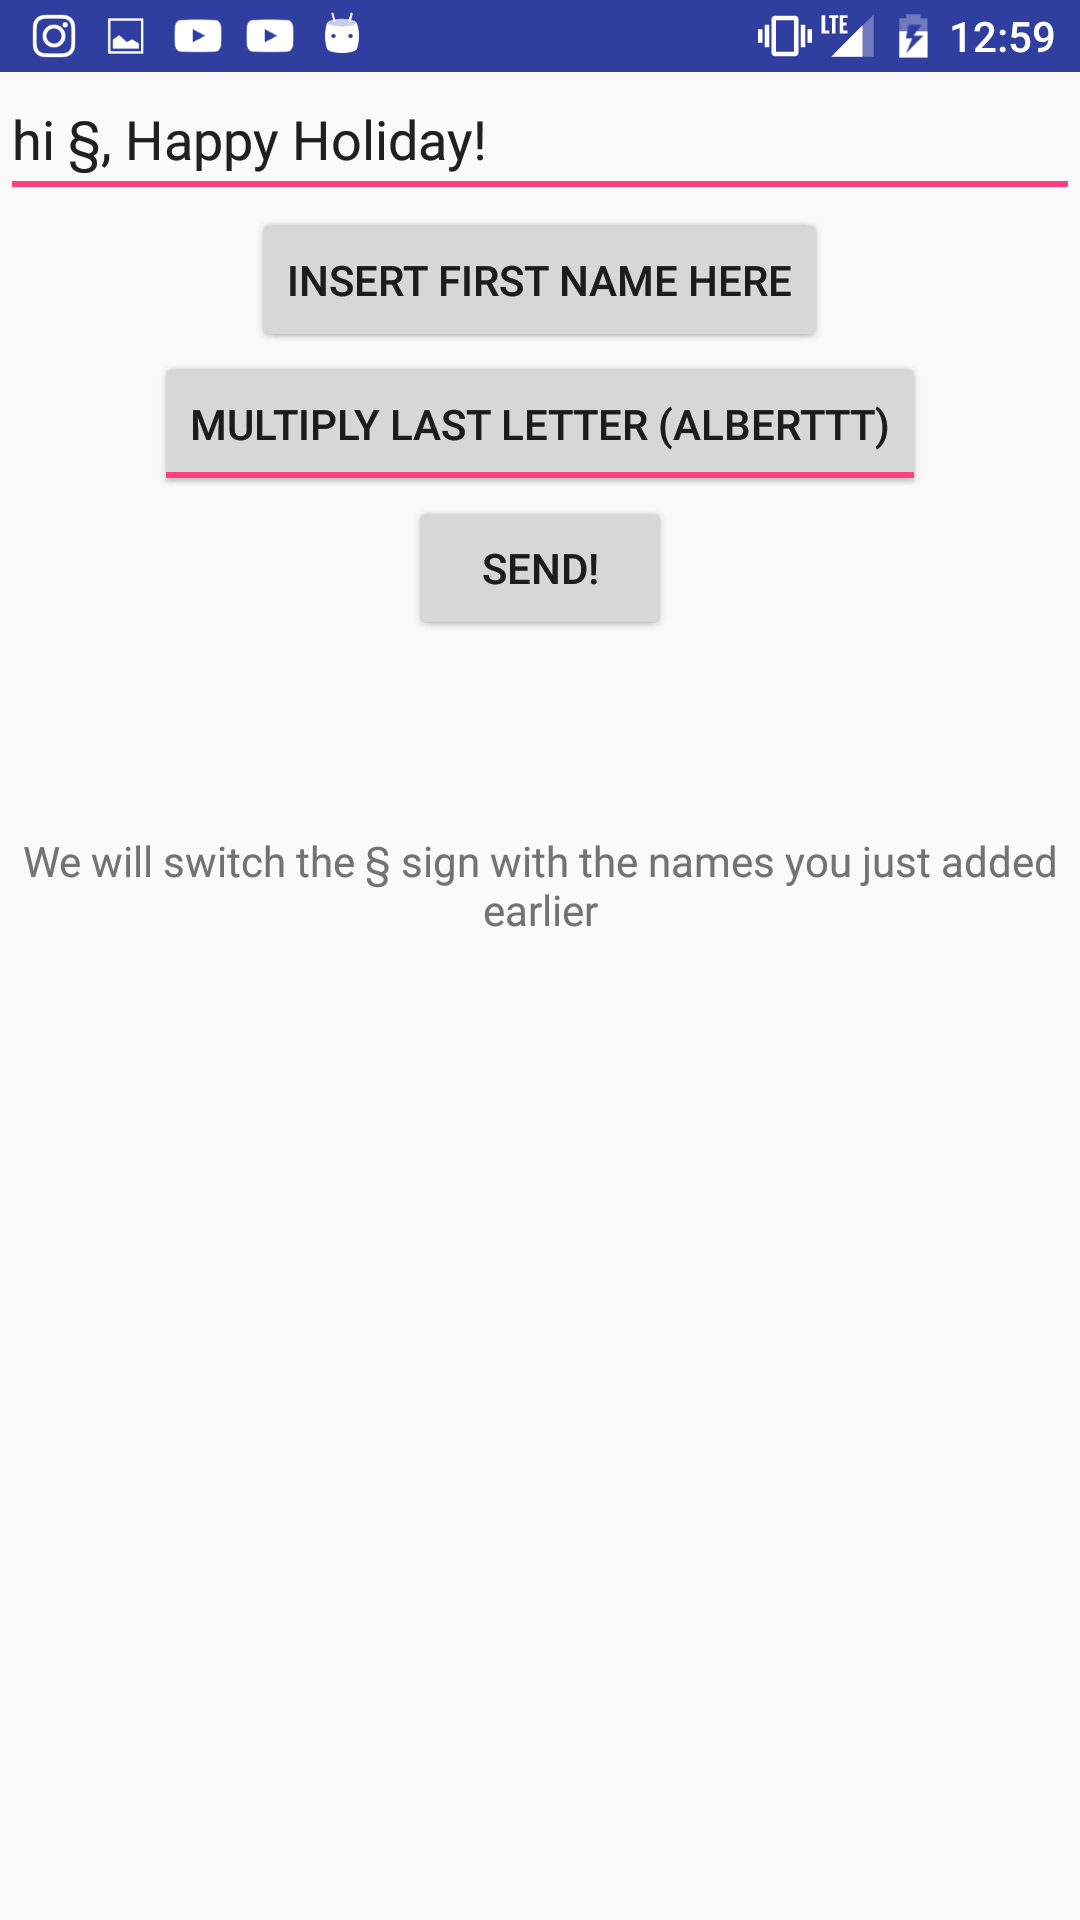 LTE 12:59
hi §, Happy Holiday!
INSERT FIRST NAME HERE
MULTIPLY LAST LETTER (ALBERTTT)
SEND!
We will switch the § sign with the names you just added
earlier